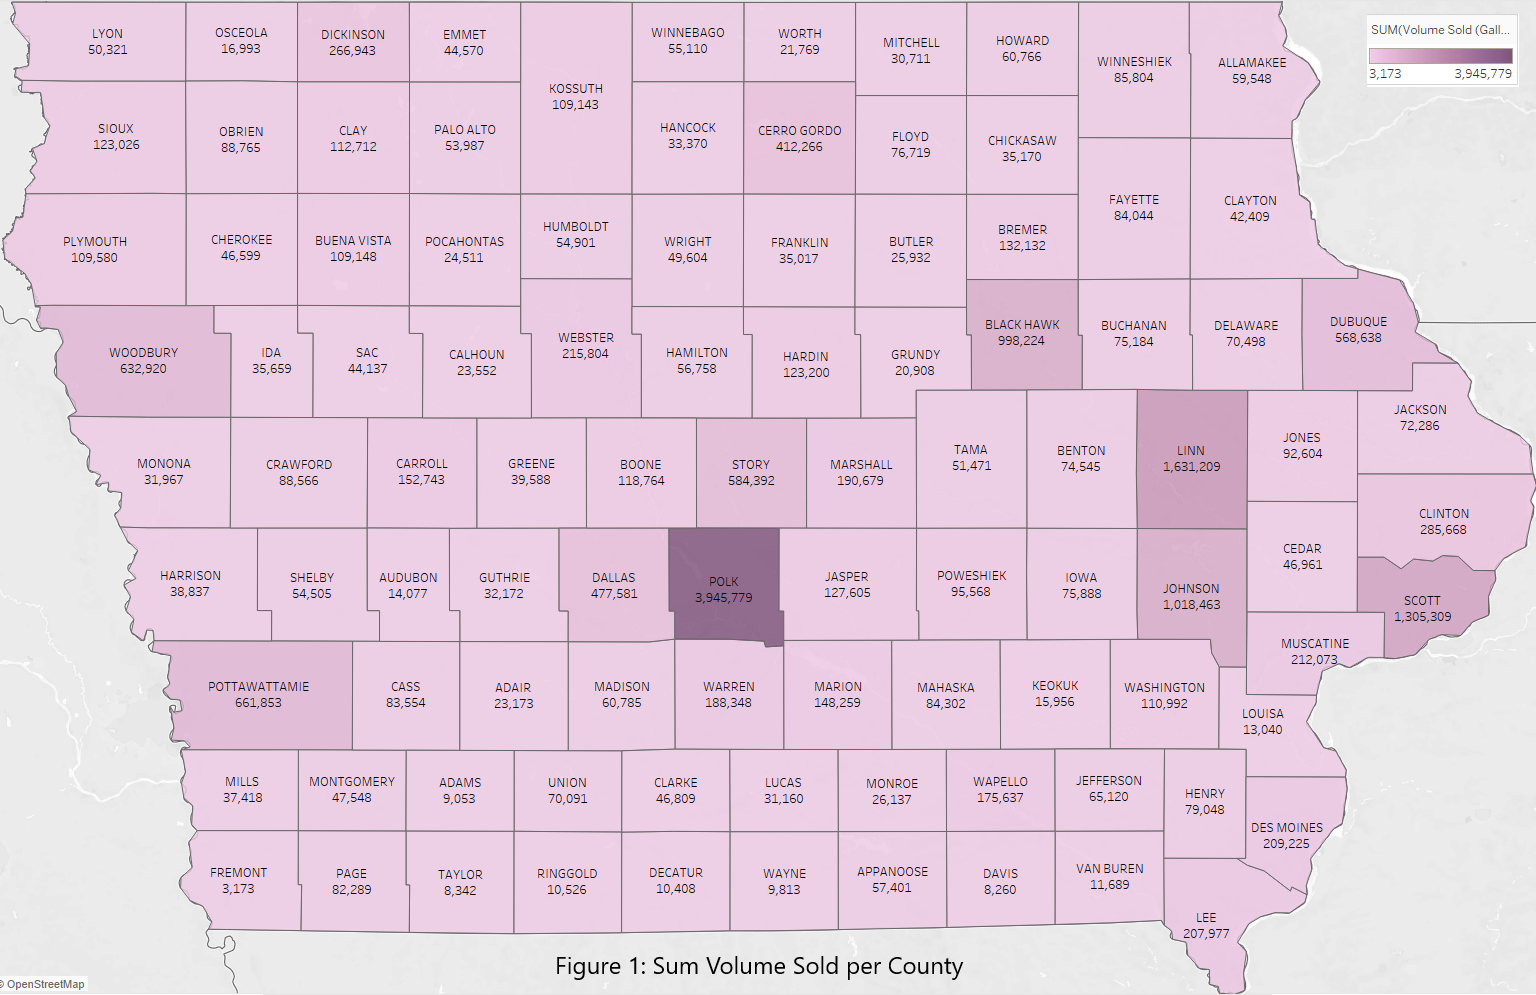 LYON
50,321
OSCEOLA
16,993
DICKINSON
266,943
EMMET
44,570
WINNEBAGO
55,110
WORTH
21,769
MITCHELL
30,711
HOWARD
60,766
WINNESHIEK
85,804
ALLAMAKEE
59,548
SUM(Volume Sold (Gall...
3,173 3,945,779
KOSSUTH
109,143
SIOUX
123,026
OBRIEN
88,765
CLAY
112,712
PALO ALTO
53,987
HANCOCK
33,370
CERRO GORDO
412,266
FLOYD
76,719
CHICKASAW
35,170
FAYETTE
84,044
CLAYTON
42,409
PLYMOUTH
109,580
CHEROKEE
46,599
BUENA VISTA
109,148
POCAHONTAS
24,511
HUMBOLDT
54,901
WRIGHT
49,604
FRANKLIN
35,017
BUTLER
25,932
BREMER
132,132
WOODBURY
632,920
IDA
35,659
SAC
44,137
CALHOUN
23,552
WEBSTER
215,804
HAMILTON
56,758
HARDIN
123,200
GRUNDY
20,908
BLACK HAWK
998,224
BUCHANAN
75,184
DELAWARE
70,498
DUBUQUE
568,638
MONONA
31,967
CRAWFORD
88,566
CARROLL
152,743
GREENE
39,588
BOONE
118,764
STORY
584,392
MARSHALL
190,679
TAMA
51,471
BENTON
74,545
LINN
1,631,209
JONES
92,604
JACKSON
72,286
CLINTON
285,668
HARRISON
38,837
SHELBY
54,505
AUDUBON
14,077
GUTHRIE
32,172
DALLAS
477,581
POLK
3,945,779
JASPER
127,605
POWESHIEK
95,568
IOWA
75,888
JOHNSON
1,018,463
CEDAR
46,961
SCOTT
1,305,309
MUSCATINE
212,073
POTTAWATTAMIE
661,853
CASS
83,554
ADAIR
23,173
MADISON
60,785
WARREN
188,348
MARION
148,259
MAHASKA
84,302
KEOKUK
15,956
WASHINGTON
110,992
LOUISA
13,040
MILLS
37,418
MONTGOMERY
47,548
ADAMS
9,053
UNION
70,091
CLARKE
46,809
LUCAS
31,160
MONROE
26,137
WAPELLO
175,637
JEFFERSON
65,120
HENRY
79,048
DES MOINES
209,225
FREMONT
3,173
PAGE
82,289
TAYLOR
8,342
RINGGOLD
10,526
DECATUR
10,408
WAYNE
9,813
APPANOOSE
57,401
DAVIS
8,260
VAN BUREN
11,689
LEE
207,977
Figure 1: Sum Volume Sold per County
© OpenStreetMap